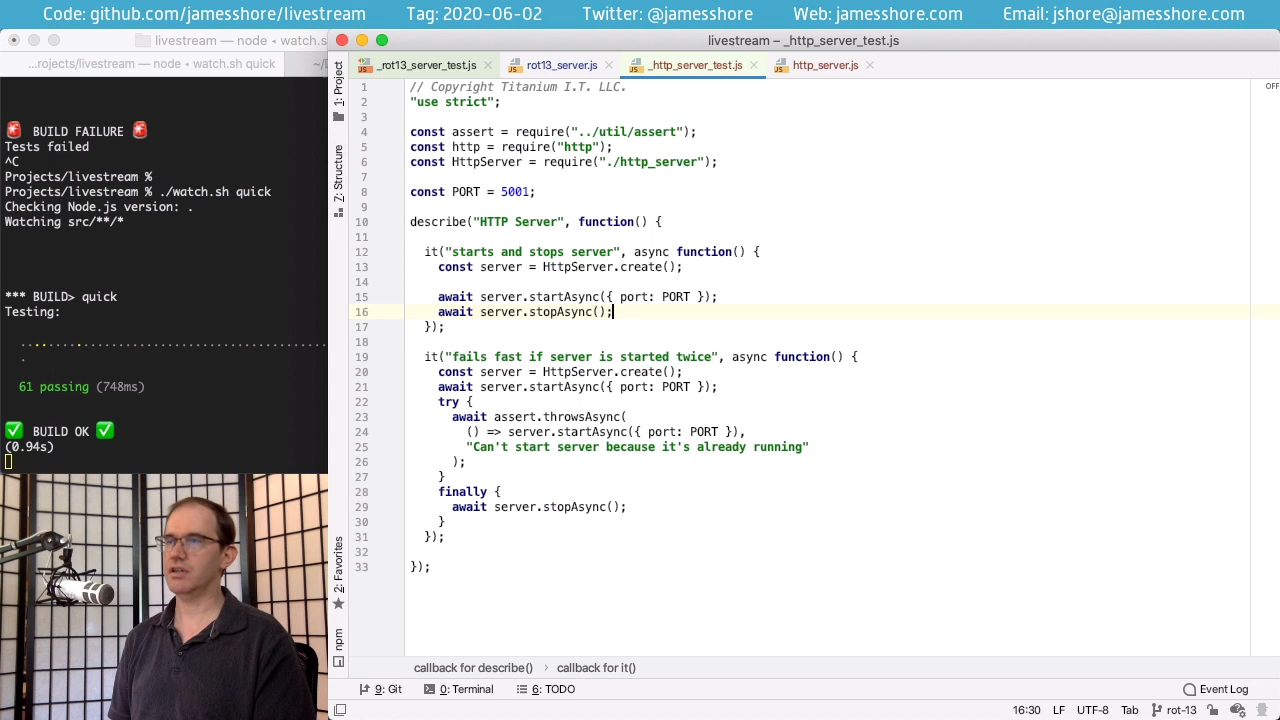 Code: github.com/jamesshore/livestream Tag: 2020-06-02 Twitter: @jamesshore Web: jamesshore.com Email: jshore@jamesshore.com
livestream — node ◂ watch.sh
...rojects/livestream — node ◂ watch.sh quick
🚨 BUILD FAILURE 🚨
Tests failed
^C
Projects/livestream %
Projects/livestream % ./watch.sh quick
Checking Node.js version: .
Watching src/**/*
*** BUILD> quick
Testing:
61 passing (748ms)
✅ BUILD OK ✅
(0.94s)
livestream – _http_server_test.js
_rot13_server_test.js rot13_server.js _http_server_test.js http_server.js
1: Project
7: Structure
2: Favorites
npm
OFF
1 // Copyright Titanium I.T. LLC.
2 "use strict";
3
4 const assert = require("../util/assert");
5 const http = require("http");
6 const HttpServer = require("./http_server");
7
8 const PORT = 5001;
9
10 describe("HTTP Server", function() {
11
12 it("starts and stops server", async function() {
13 const server = HttpServer.create();
14
15 await server.startAsync({ port: PORT });
16 await server.stopAsync();
17 });
18
19 it("fails fast if server is started twice", async function() {
20 const server = HttpServer.create();
21 await server.startAsync({ port: PORT });
22 try {
23 await assert.throwsAsync(
24 () => server.startAsync({ port: PORT }),
25 "Can't start server because it's already running"
26 );
27 }
28 finally {
29 await server.stopAsync();
30 }
31 });
32
33 });
callback for describe() › callback for it()
9: Git 0: Terminal 6: TODO Event Log
16:30 LF UTF-8 Tab rot-13